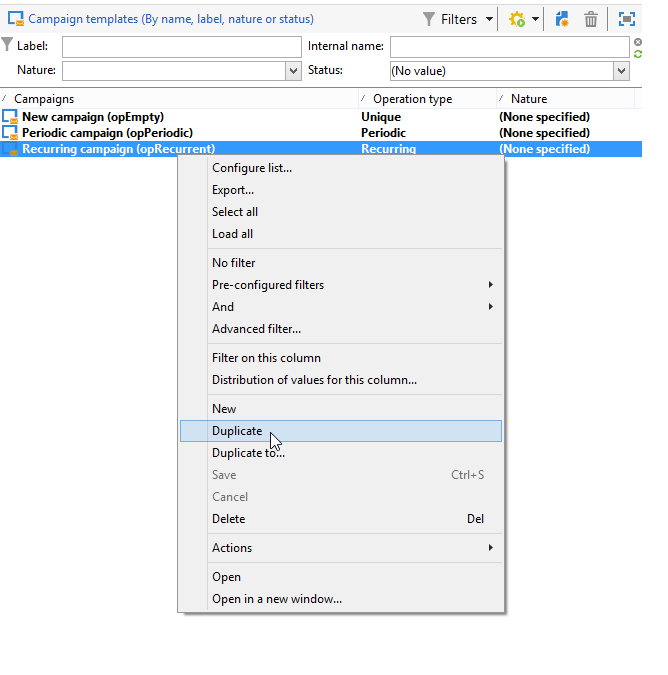 Campaign templates (By name, label, nature or status) Filters
Label: Internal name:
Nature: Status: (No value)
Campaigns Operation type Nature
New campaign (opEmpty) Unique (None specified)
Periodic campaign (opPeriodic) Periodic (None specified)
Recurring campaign (opRecurrent) Recurring (None specified)
Configure list...
Export...
Select all
Load all
No filter
Pre-configured filters
And
Advanced filter...
Filter on this column
Distribution of values for this column...
New
Duplicate
Duplicate to...
Save Ctrl+S
Cancel
Delete Del
Actions
Open
Open in a new window...